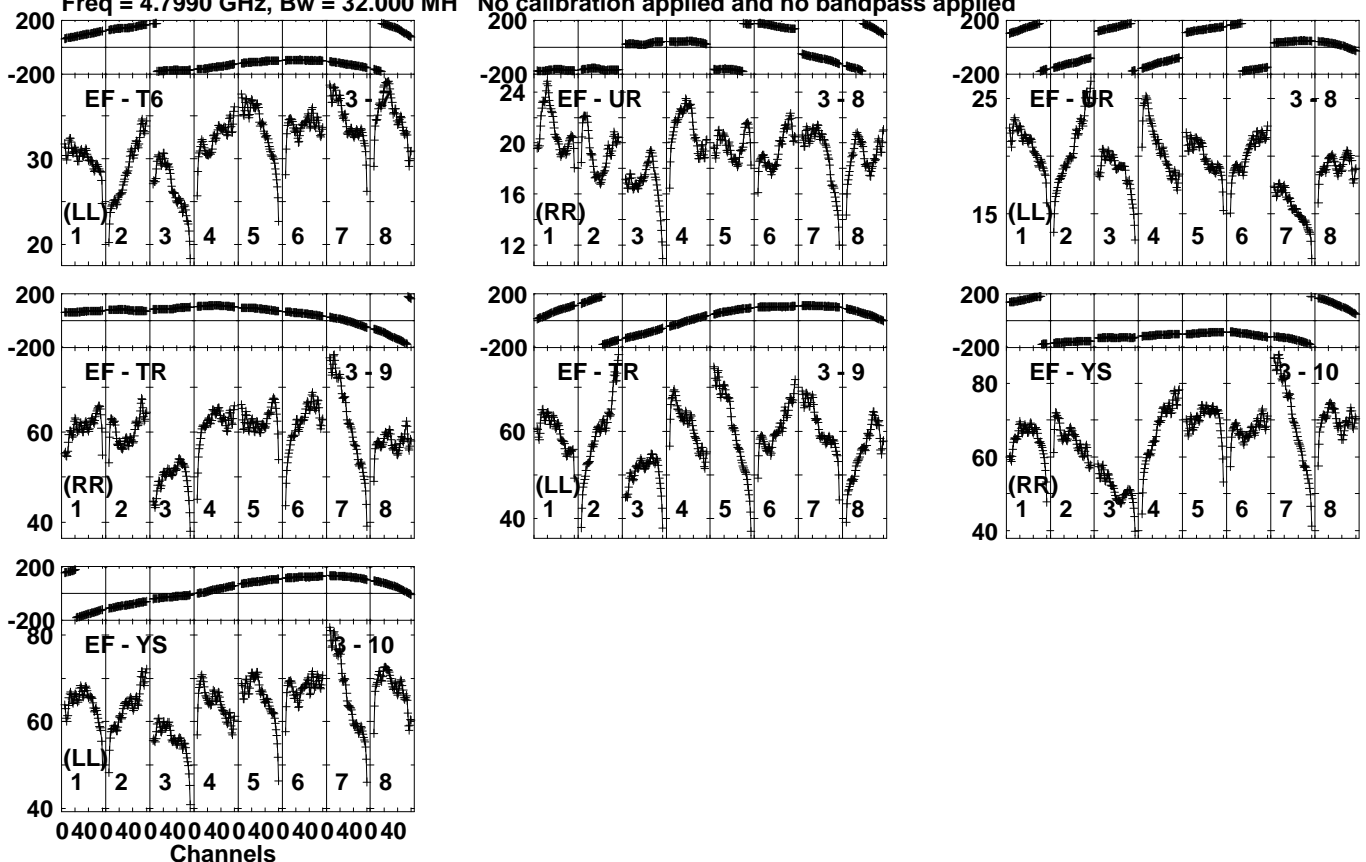 Freq = 4.7990 GHz, Bw = 32.000 MH No calibration applied and no bandpass applied
200
-200
EF - T6 3 - 7
30
20
(LL)
1 2 3 4 5 6 7 8
200
-200
24
EF - UR 3 - 8
20
16
12
(RR)
1 2 3 4 5 6 7 8
200
-200
25
EF - UR 3 - 8
15
(LL)
1 2 3 4 5 6 7 8
200
-200
EF - TR 3 - 9
60
40
(RR)
1 2 3 4 5 6 7 8
200
-200
EF - TR 3 - 9
60
40
(LL)
1 2 3 4 5 6 7 8
200
-200
80
EF - YS 3 - 10
60
40
(RR)
1 2 3 4 5 6 7 8
200
-200
80
EF - YS 3 - 10
60
40
(LL)
1 2 3 4 5 6 7 8
0 40 0 40 0 40 0 40 0 40 0 40 0 40 0 40
Channels